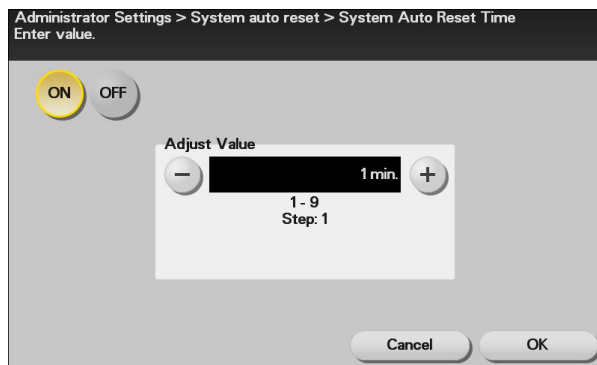 Administrator Settings > System auto reset > System Auto Reset Time
Enter value.
ON OFF
Adjust Value
− 1 min. +
1 - 9
Step: 1
Cancel OK